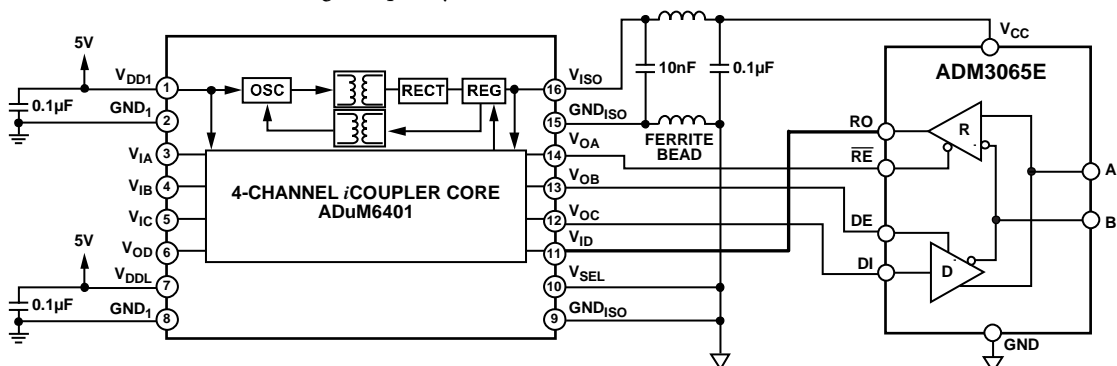 5V
0.1µF
VDD1
1
GND1
2
VIA
3
VIB
4
VIC
5
VOD
6
5V
0.1µF
VDDL
7
GND1
8
OSC
RECT
REG
4-CHANNEL iCOUPLER CORE
ADuM6401
16
VISO
15
GNDISO
14
VOA
13
VOB
12
VOC
11
VID
10
VSEL
9
GNDISO
10nF
0.1µF
FERRITE
BEAD
VCC
ADM3065E
RO
RE
DE
DI
R
D
A
B
GND